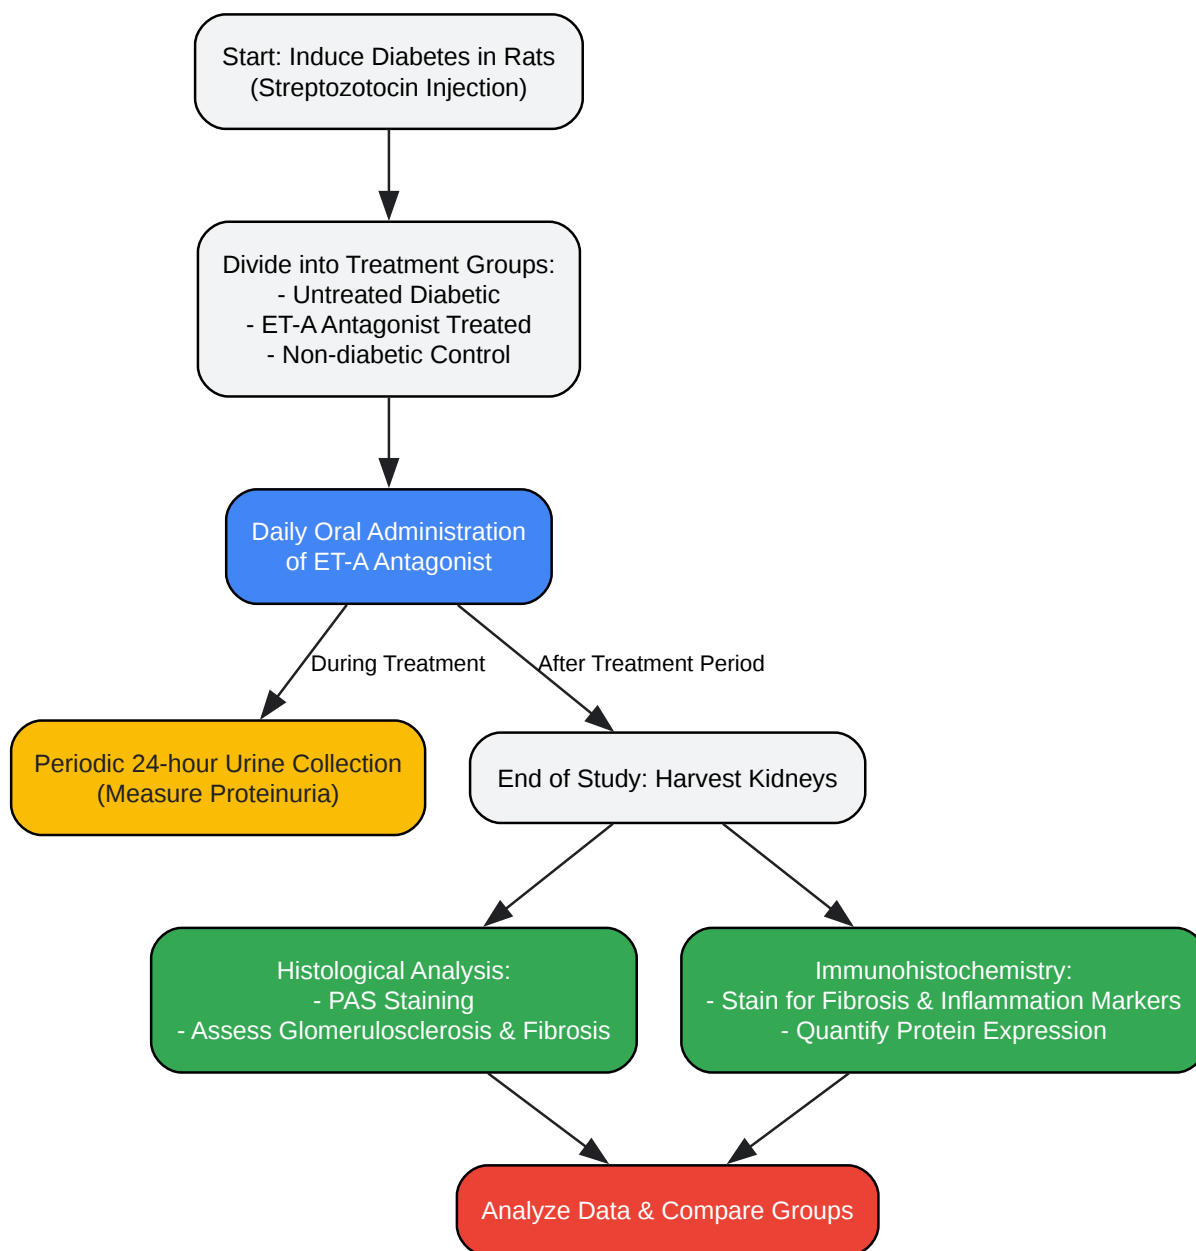 Start: Induce Diabetes in Rats
(Streptozotocin Injection)
Divide into Treatment Groups:
- Untreated Diabetic
- ET-A Antagonist Treated
- Non-diabetic Control
Daily Oral Administration
of ET-A Antagonist
During Treatment
After Treatment Period
Periodic 24-hour Urine Collection
(Measure Proteinuria)
End of Study: Harvest Kidneys
Histological Analysis:
- PAS Staining
- Assess Glomerulosclerosis & Fibrosis
Immunohistochemistry:
- Stain for Fibrosis & Inflammation Markers
- Quantify Protein Expression
Analyze Data & Compare Groups